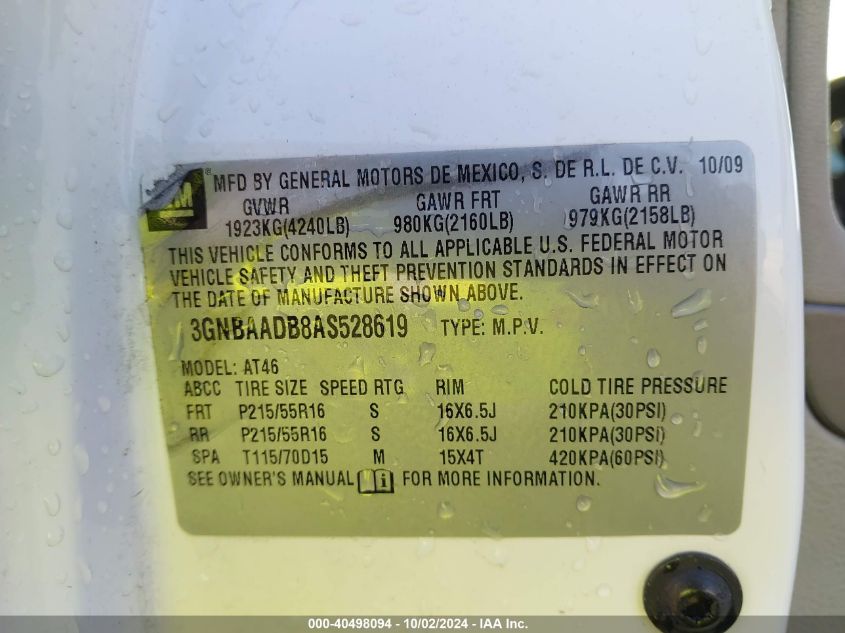 GM ® MFD BY GENERAL MOTORS DE MEXICO, S. DE R.L. DE C.V. 10/09
GVWR GAWR FRT GAWR RR
1923KG(4240LB) 980KG(2160LB) 979KG(2158LB)
THIS VEHICLE CONFORMS TO ALL APPLICABLE U.S. FEDERAL MOTOR
VEHICLE SAFETY AND THEFT PREVENTION STANDARDS IN EFFECT ON
THE DATE OF MANUFACTURE SHOWN ABOVE.
3GNBAADB8AS528619 TYPE: M.P.V.
MODEL: AT46
ABCC TIRE SIZE SPEED RTG RIM COLD TIRE PRESSURE
FRT P215/55R16 S 16X6.5J 210KPA(30PSI)
RR P215/55R16 S 16X6.5J 210KPA(30PSI)
SPA T115/70D15 M 15X4T 420KPA(60PSI)
SEE OWNER'S MANUAL i FOR MORE INFORMATION.
000-40498094 - 10/02/2024 - IAA Inc.